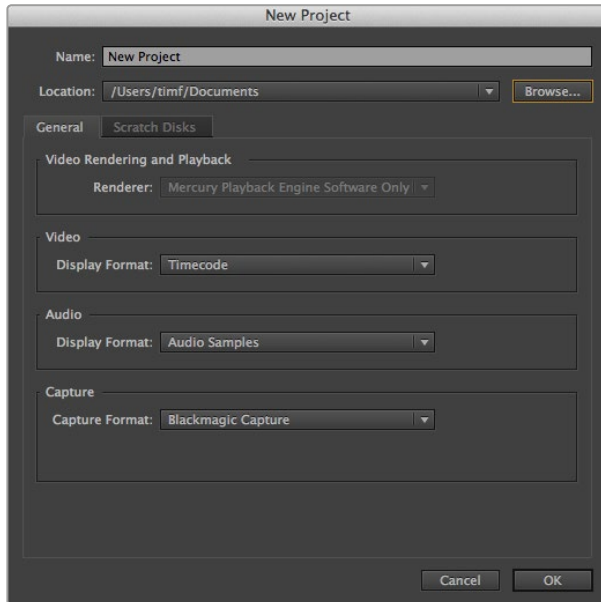 New Project
Name: New Project
Location: /Users/timf/Documents Browse...
General Scratch Disks
Video Rendering and Playback
Renderer: Mercury Playback Engine Software Only
Video
Display Format: Timecode
Audio
Display Format: Audio Samples
Capture
Capture Format: Blackmagic Capture
Cancel OK